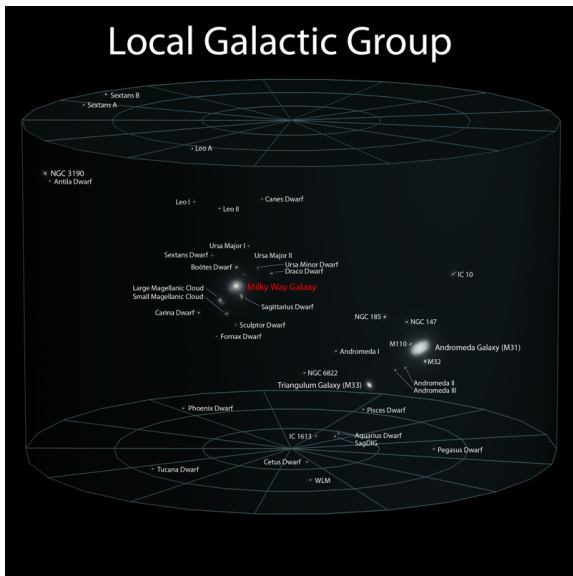 Local Galactic Group
Sextans B
Sextans A
Leo A
NGC 3190
Antila Dwarf
Leo I
Canes Dwarf
Leo II
Ursa Major I
Sextans Dwarf
Ursa Major II
Boötes Dwarf
Ursa Minor Dwarf
Draco Dwarf
IC 10
Large Magellanic Cloud
Milky Way Galaxy
Small Magellanic Cloud
Sagittarius Dwarf
Carina Dwarf
NGC 185
NGC 147
Sculptor Dwarf
Fornax Dwarf
M110
Andromeda Galaxy (M31)
Andromeda I
M32
NGC 6822
Triangulum Galaxy (M33)
Andromeda II
Andromeda III
Phoenix Dwarf
Pisces Dwarf
IC 1613
Aquarius Dwarf
SagDIG
Pegasus Dwarf
Cetus Dwarf
Tucana Dwarf
WLM